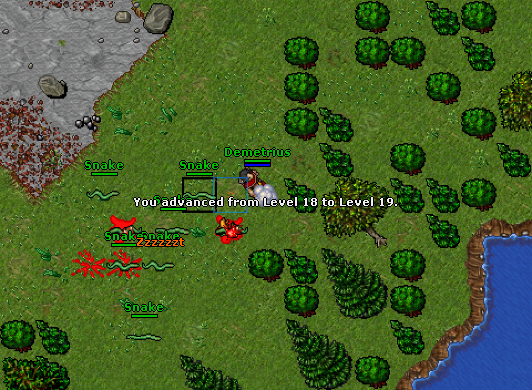 Demetrius
Snake
Snake
You advanced from Level 18 to Level 19.
Snake
Snake
Zzzzzzt
Snake